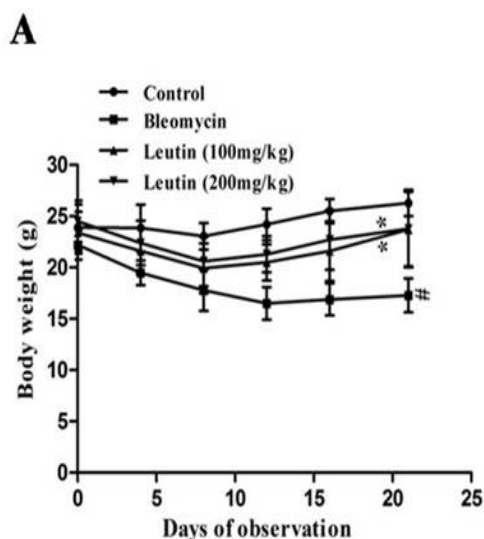 A
Control
Bleomycin
Leutin (100mg/kg)
Leutin (200mg/kg)
30
25
20
15
10
5
0
Body weight (g)
*
*
#
0 5 10 15 20 25
Days of observation